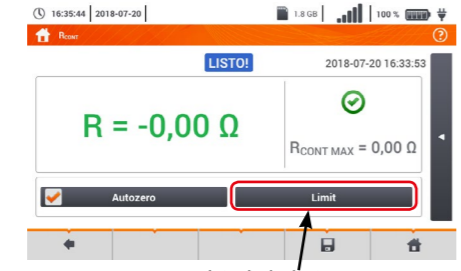 16:35:44 2018-07-20 1.8 GB 100 %
RCONT
LISTO! 2018-07-20 16:33:53
R = -0,00 Ω
RCONT MAX = 0,00 Ω
Autozero Limit